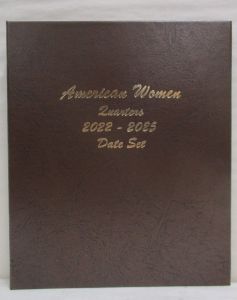 American Women
Quarters
2022 - 2025
Date Set